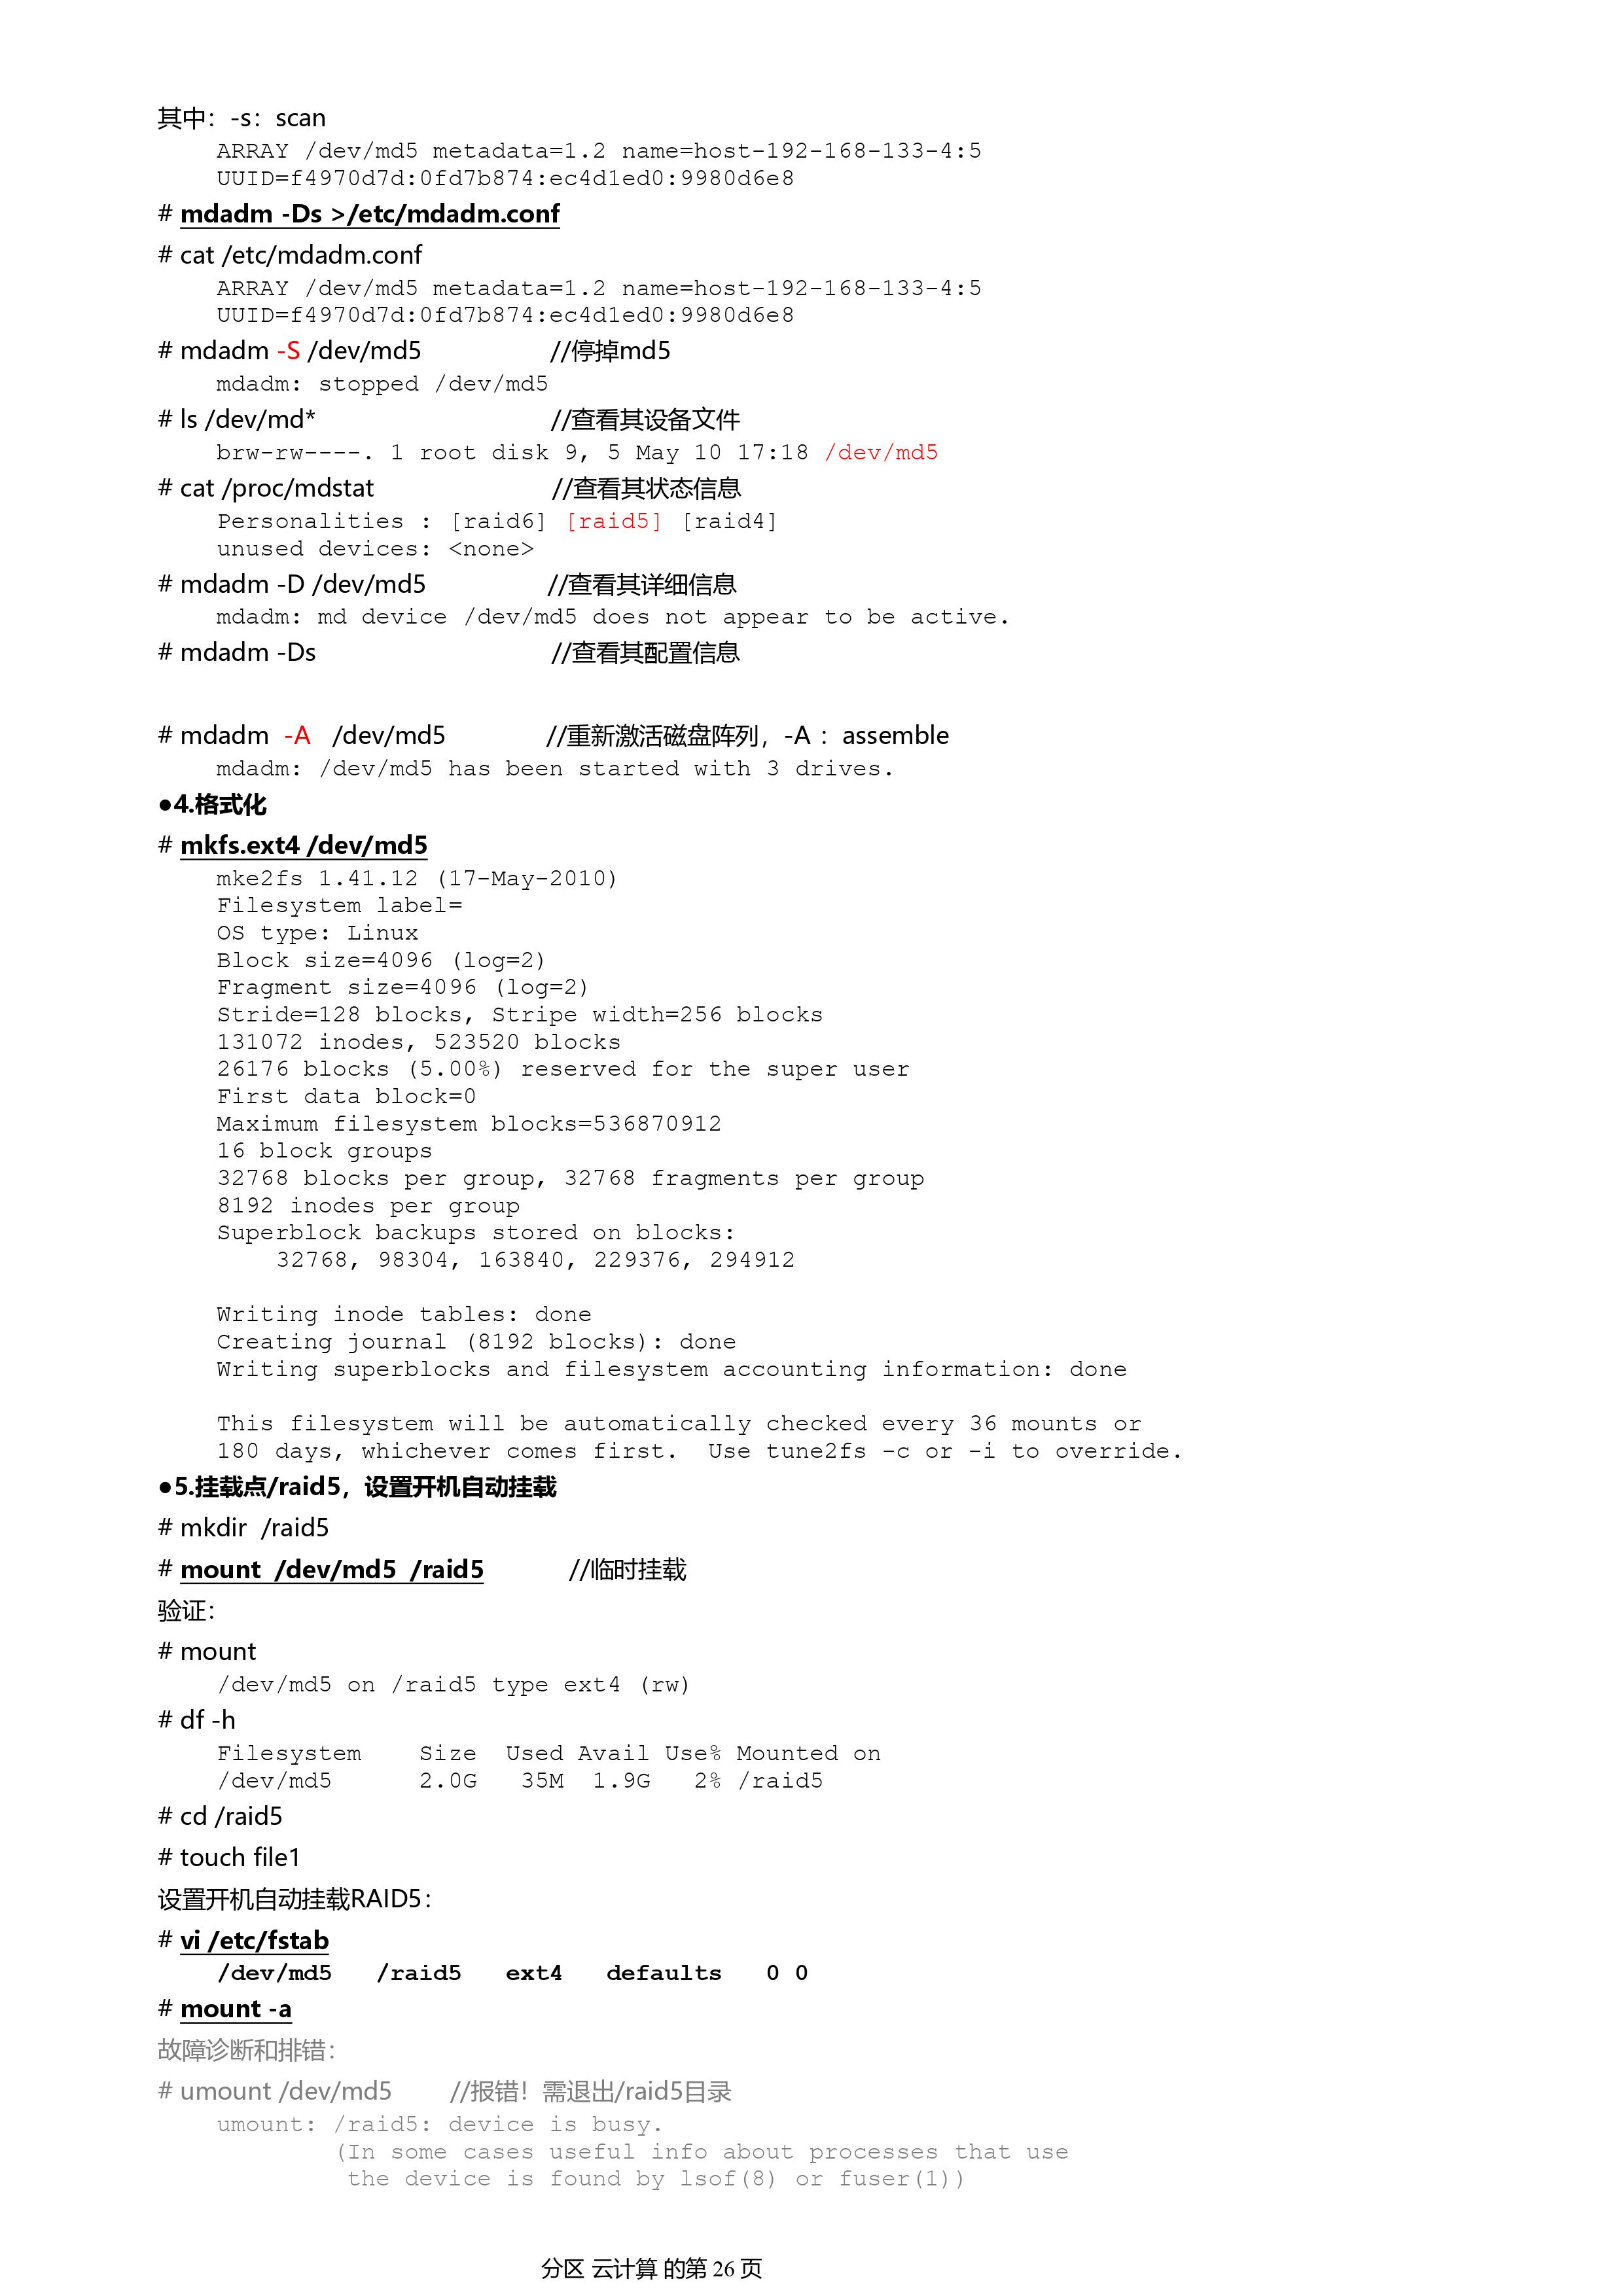 其中：-s：scan
ARRAY /dev/md5 metadata=1.2 name=host-192-168-133-4:5
UUID=f4970d7d:0fd7b874:ec4d1ed0:9980d6e8
# mdadm -Ds >/etc/mdadm.conf
# cat /etc/mdadm.conf
ARRAY /dev/md5 metadata=1.2 name=host-192-168-133-4:5
UUID=f4970d7d:0fd7b874:ec4d1ed0:9980d6e8
# mdadm -S /dev/md5 //停掉md5
mdadm: stopped /dev/md5
# ls /dev/md* //查看其设备文件
brw-rw----. 1 root disk 9, 5 May 10 17:18 /dev/md5
# cat /proc/mdstat //查看其状态信息
Personalities : [raid6] [raid5] [raid4]
unused devices: <none>
# mdadm -D /dev/md5 //查看其详细信息
mdadm: md device /dev/md5 does not appear to be active.
# mdadm -Ds //查看其配置信息
# mdadm -A /dev/md5 //重新激活磁盘阵列，-A ：assemble
mdadm: /dev/md5 has been started with 3 drives.
●4.格式化
# mkfs.ext4 /dev/md5
mke2fs 1.41.12 (17-May-2010)
Filesystem label=
OS type: Linux
Block size=4096 (log=2)
Fragment size=4096 (log=2)
Stride=128 blocks, Stripe width=256 blocks
131072 inodes, 523520 blocks
26176 blocks (5.00%) reserved for the super user
First data block=0
Maximum filesystem blocks=536870912
16 block groups
32768 blocks per group, 32768 fragments per group
8192 inodes per group
Superblock backups stored on blocks:
32768, 98304, 163840, 229376, 294912
Writing inode tables: done
Creating journal (8192 blocks): done
Writing superblocks and filesystem accounting information: done
This filesystem will be automatically checked every 36 mounts or
180 days, whichever comes first.  Use tune2fs -c or -i to override.
●5.挂载点/raid5，设置开机自动挂载
# mkdir /raid5
# mount /dev/md5 /raid5 //临时挂载
验证：
# mount
/dev/md5 on /raid5 type ext4 (rw)
# df -h
Filesystem    Size  Used Avail Use% Mounted on
/dev/md5      2.0G   35M  1.9G   2% /raid5
# cd /raid5
# touch file1
设置开机自动挂载RAID5：
# vi /etc/fstab
/dev/md5   /raid5   ext4   defaults   0 0
# mount -a
故障诊断和排错：
# umount /dev/md5 //报错！需退出/raid5目录
umount: /raid5: device is busy.
(In some cases useful info about processes that use
the device is found by lsof(8) or fuser(1))
分区 云计算 的第 26 页